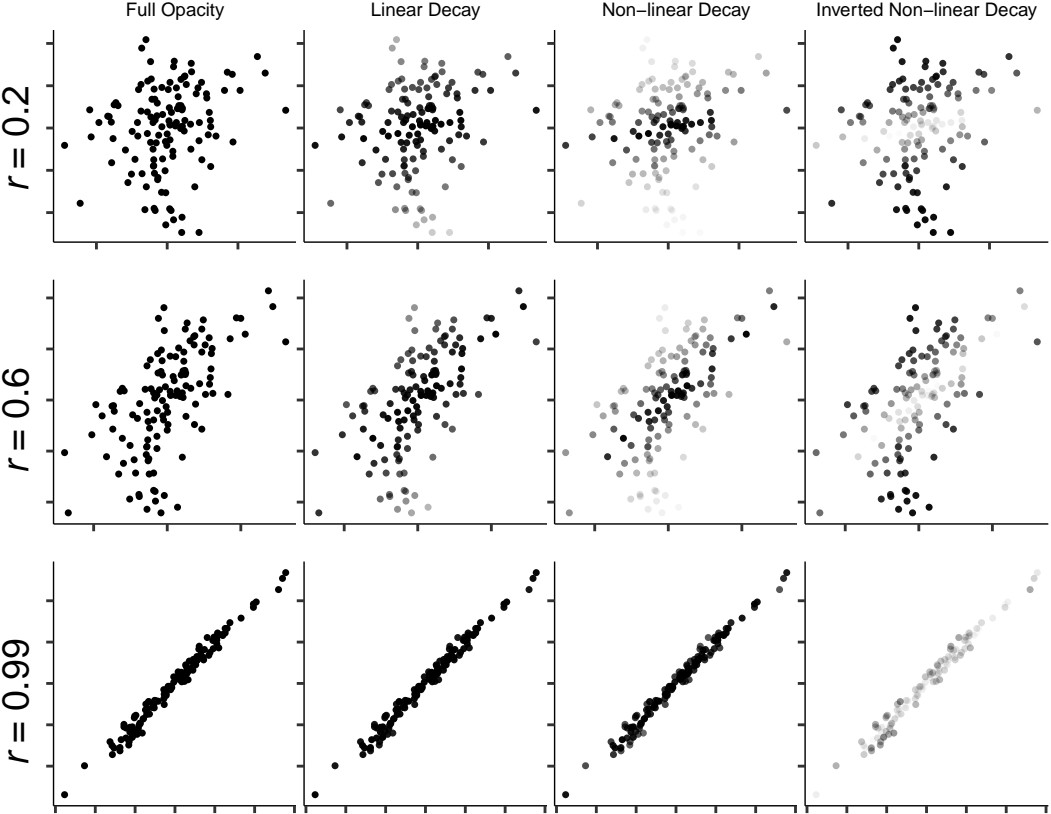 Full Opacity
Linear Decay
Non−linear Decay
Inverted Non−linear Decay
r = 0.2
r = 0.6
r = 0.99